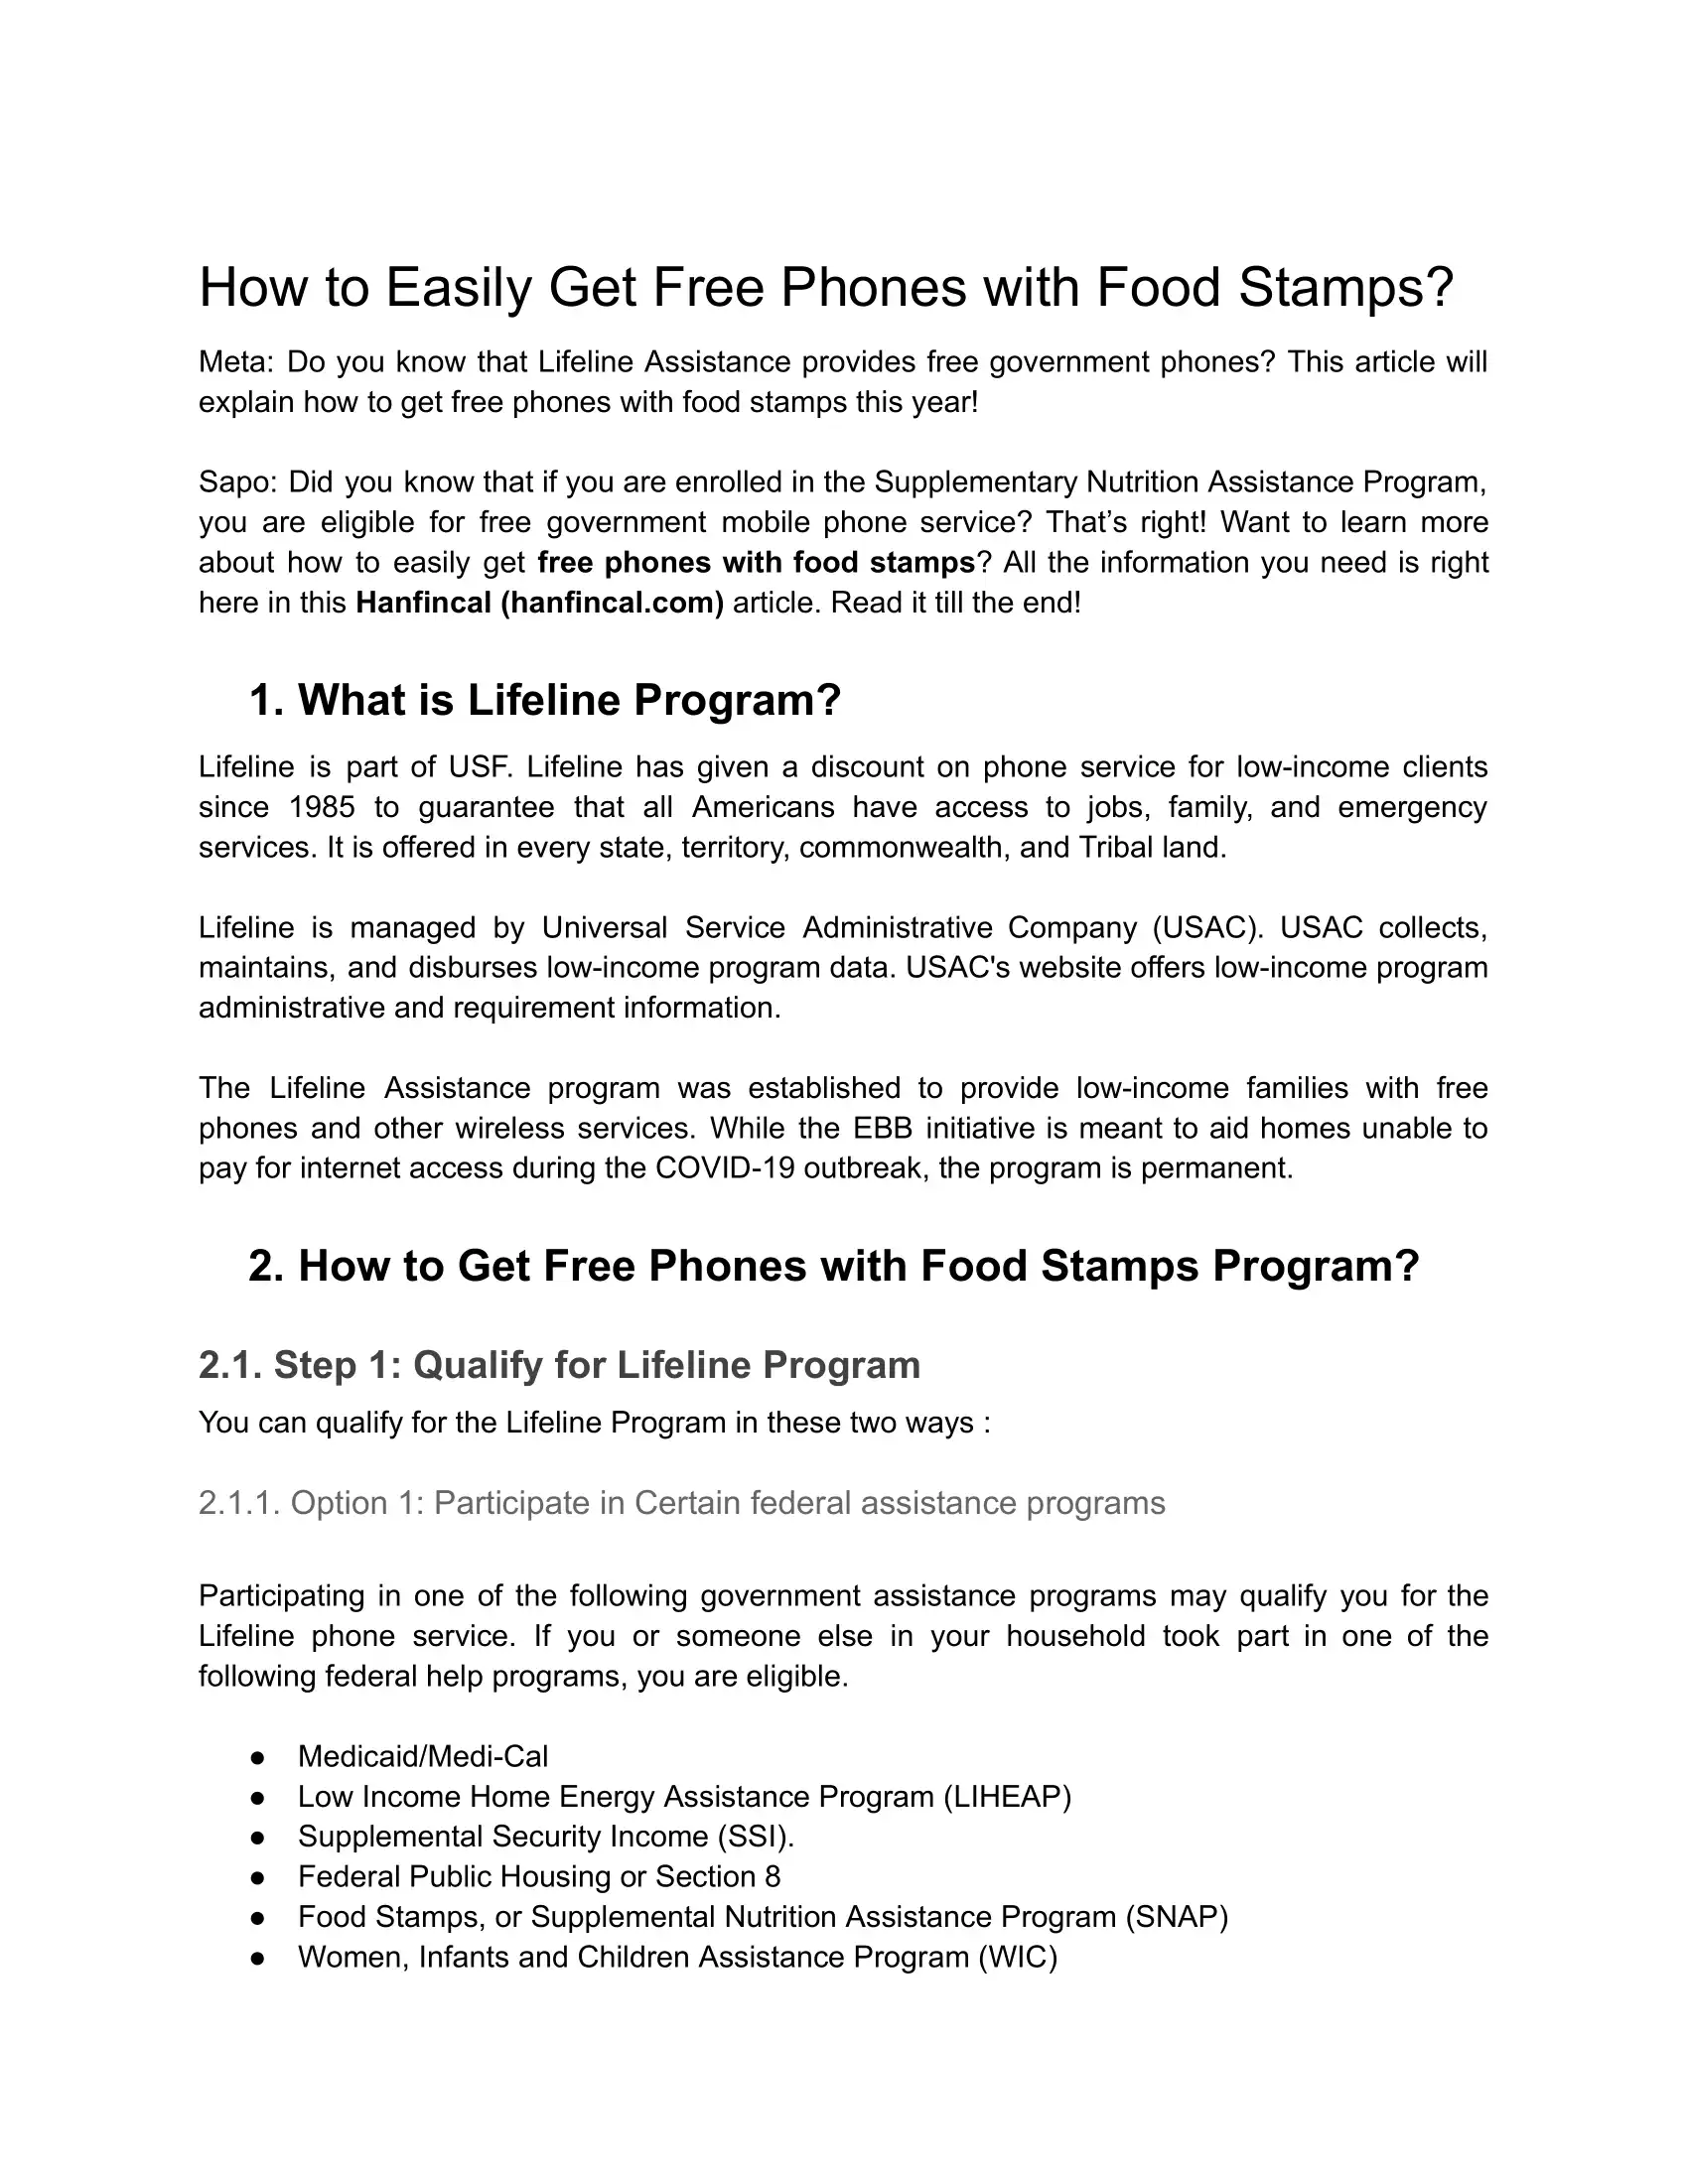 How to Easily Get Free Phones with Food Stamps?
Meta: Do you know that Lifeline Assistance provides free government phones? This article will
explain how to get free phones with food stamps this year!
Sapo: Did you know that if you are enrolled in the Supplementary Nutrition Assistance Program,
you are eligible for free government mobile phone service? That’s right! Want to learn more
about how to easily get free phones with food stamps? All the information you need is right
here in this Hanfincal (hanfincal.com) article. Read it till the end!
1. What is Lifeline Program?
Lifeline is part of USF. Lifeline has given a discount on phone service for low-income clients
since 1985 to guarantee that all Americans have access to jobs, family, and emergency
services. It is offered in every state, territory, commonwealth, and Tribal land.
Lifeline is managed by Universal Service Administrative Company (USAC). USAC collects,
maintains, and disburses low-income program data. USAC's website offers low-income program
administrative and requirement information.
The Lifeline Assistance program was established to provide low-income families with free
phones and other wireless services. While the EBB initiative is meant to aid homes unable to
pay for internet access during the COVID-19 outbreak, the program is permanent.
2. How to Get Free Phones with Food Stamps Program?
2.1. Step 1: Qualify for Lifeline Program
You can qualify for the Lifeline Program in these two ways :
2.1.1. Option 1: Participate in Certain federal assistance programs
Participating in one of the following government assistance programs may qualify you for the
Lifeline phone service. If you or someone else in your household took part in one of the
following federal help programs, you are eligible.
● Medicaid/Medi-Cal
● Low Income Home Energy Assistance Program (LIHEAP)
● Supplemental Security Income (SSI).
● Federal Public Housing or Section 8
● Food Stamps, or Supplemental Nutrition Assistance Program (SNAP)
● Women, Infants and Children Assistance Program (WIC)